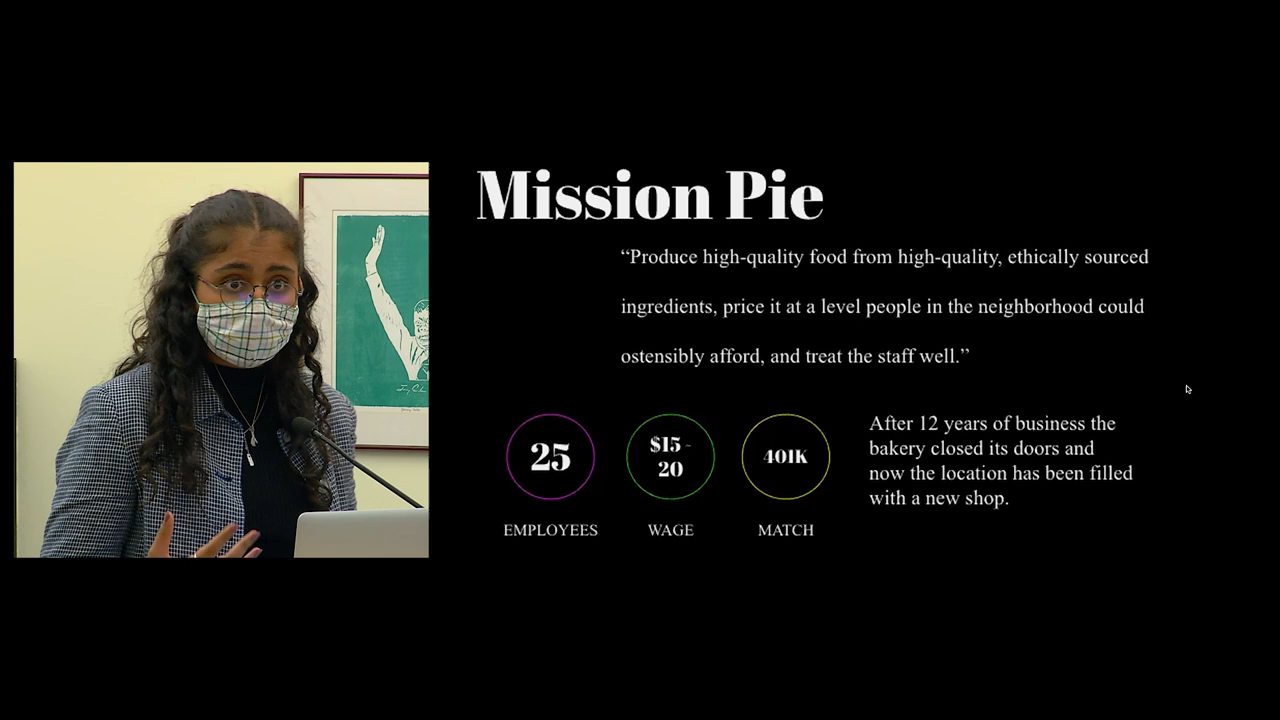 Mission Pie
“Produce high-quality food from high-quality, ethically sourced
ingredients, price it at a level people in the neighborhood could
ostensibly afford, and treat the staff well.”
25
EMPLOYEES
$15 -
20
WAGE
401K
MATCH
After 12 years of business the
bakery closed its doors and
now the location has been filled
with a new shop.